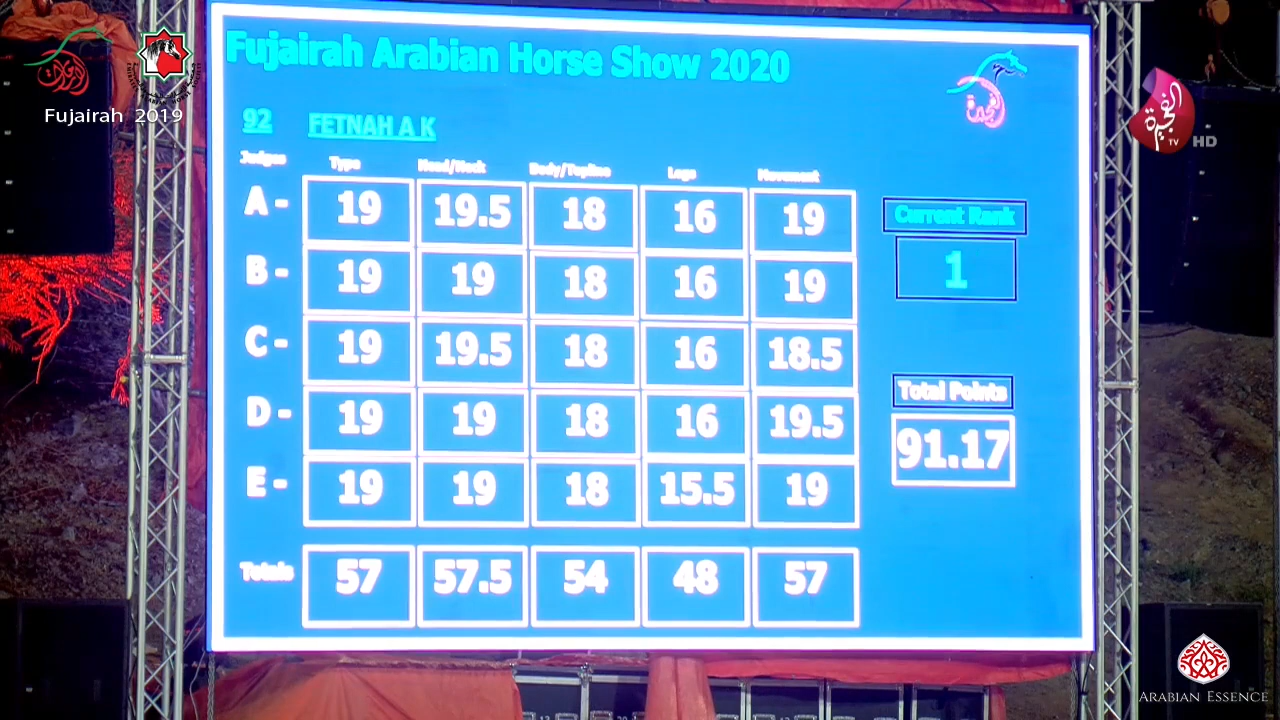 Fujairah Arabian Horse Show 2020
Fujairah 2019
الفجيرة
TV HD
92 FETNAH A K
Judges Type Head/Neck Body/Topline Legs Movement
A - 19 19.5 18 16 19
B - 19 19 18 16 19
C - 19 19.5 18 16 18.5
D - 19 19 18 16 19.5
E - 19 19 18 15.5 19
Totals 57 57.5 54 48 57
Current Rank
1
Total Points
91.17
ARABIAN ESSENCE